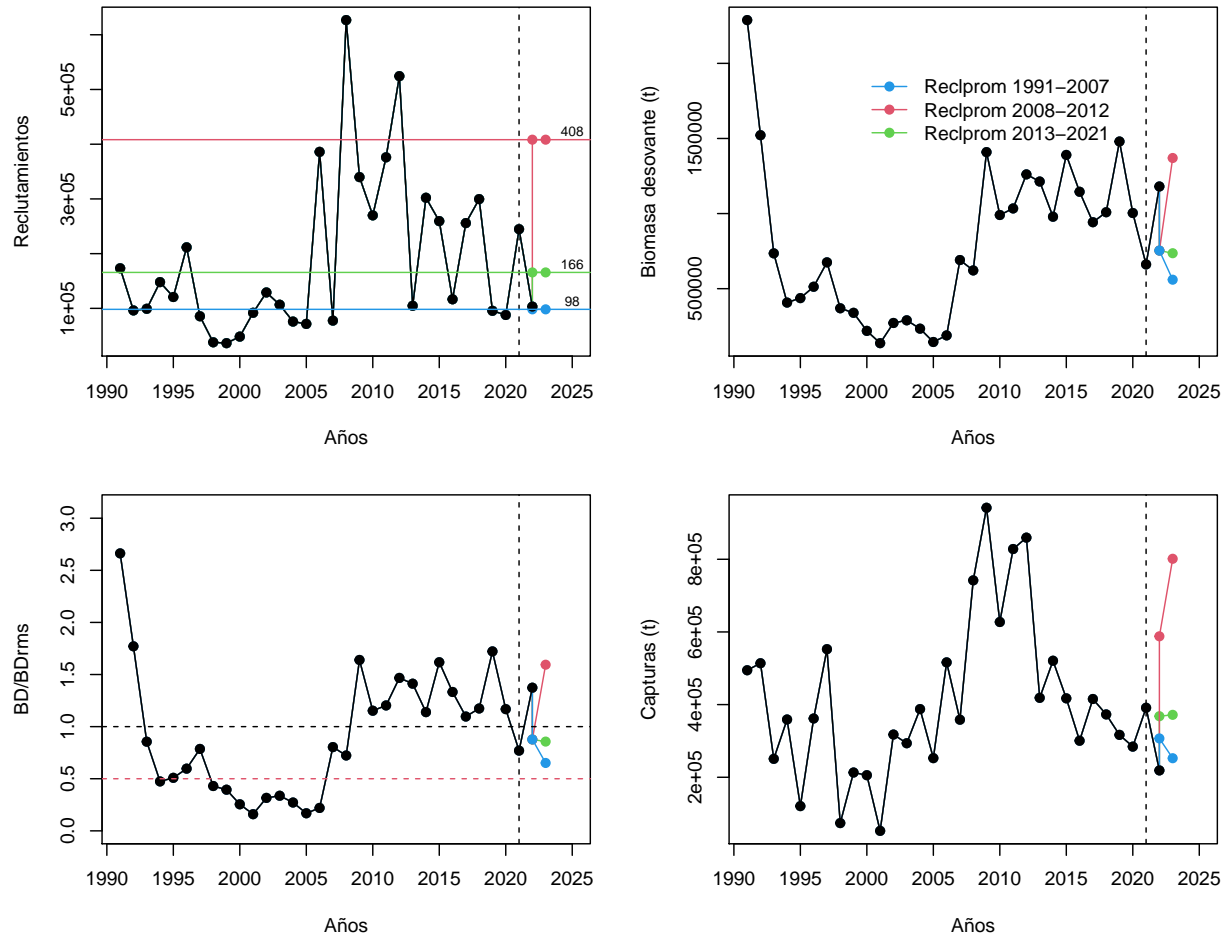 Reclutamientos
1e+05
3e+05
5e+05
408
166
98
1990 1995 2000 2005 2010 2015 2020 2025
Años
Biomasa desovante (t)
500000
1500000
Reclprom 1991−2007
Reclprom 2008−2012
Reclprom 2013−2021
1990 1995 2000 2005 2010 2015 2020 2025
Años
BD/BDrms
0.0
0.5
1.0
1.5
2.0
2.5
3.0
1990 1995 2000 2005 2010 2015 2020 2025
Años
Capturas (t)
2e+05
4e+05
6e+05
8e+05
1990 1995 2000 2005 2010 2015 2020 2025
Años